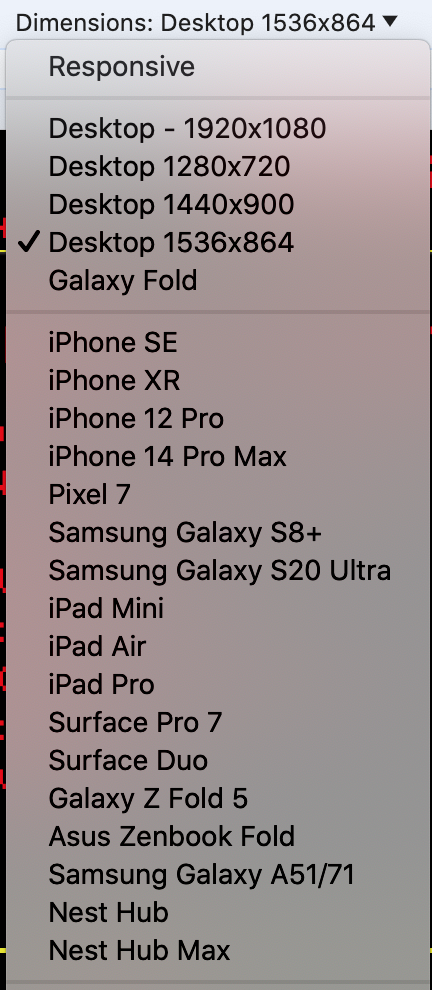 Dimensions: Desktop 1536x864 ▼
Responsive
Desktop - 1920x1080
Desktop 1280x720
Desktop 1440x900
✓ Desktop 1536x864
Galaxy Fold
iPhone SE
iPhone XR
iPhone 12 Pro
iPhone 14 Pro Max
Pixel 7
Samsung Galaxy S8+
Samsung Galaxy S20 Ultra
iPad Mini
iPad Air
iPad Pro
Surface Pro 7
Surface Duo
Galaxy Z Fold 5
Asus Zenbook Fold
Samsung Galaxy A51/71
Nest Hub
Nest Hub Max